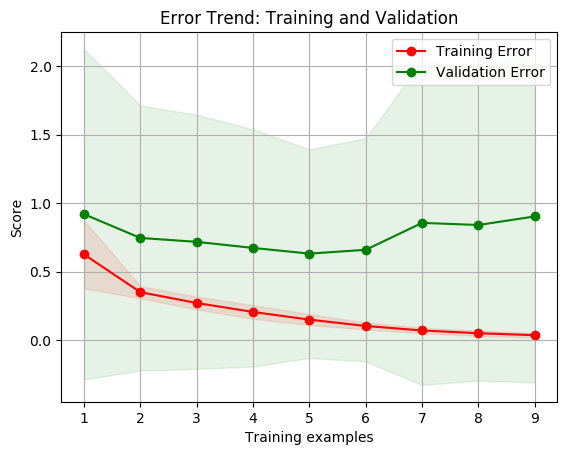 Error Trend: Training and Validation
Training Error
Validation Error
Score
2.0
1.5
1.0
0.5
0.0
1 2 3 4 5 6 7 8 9
Training examples